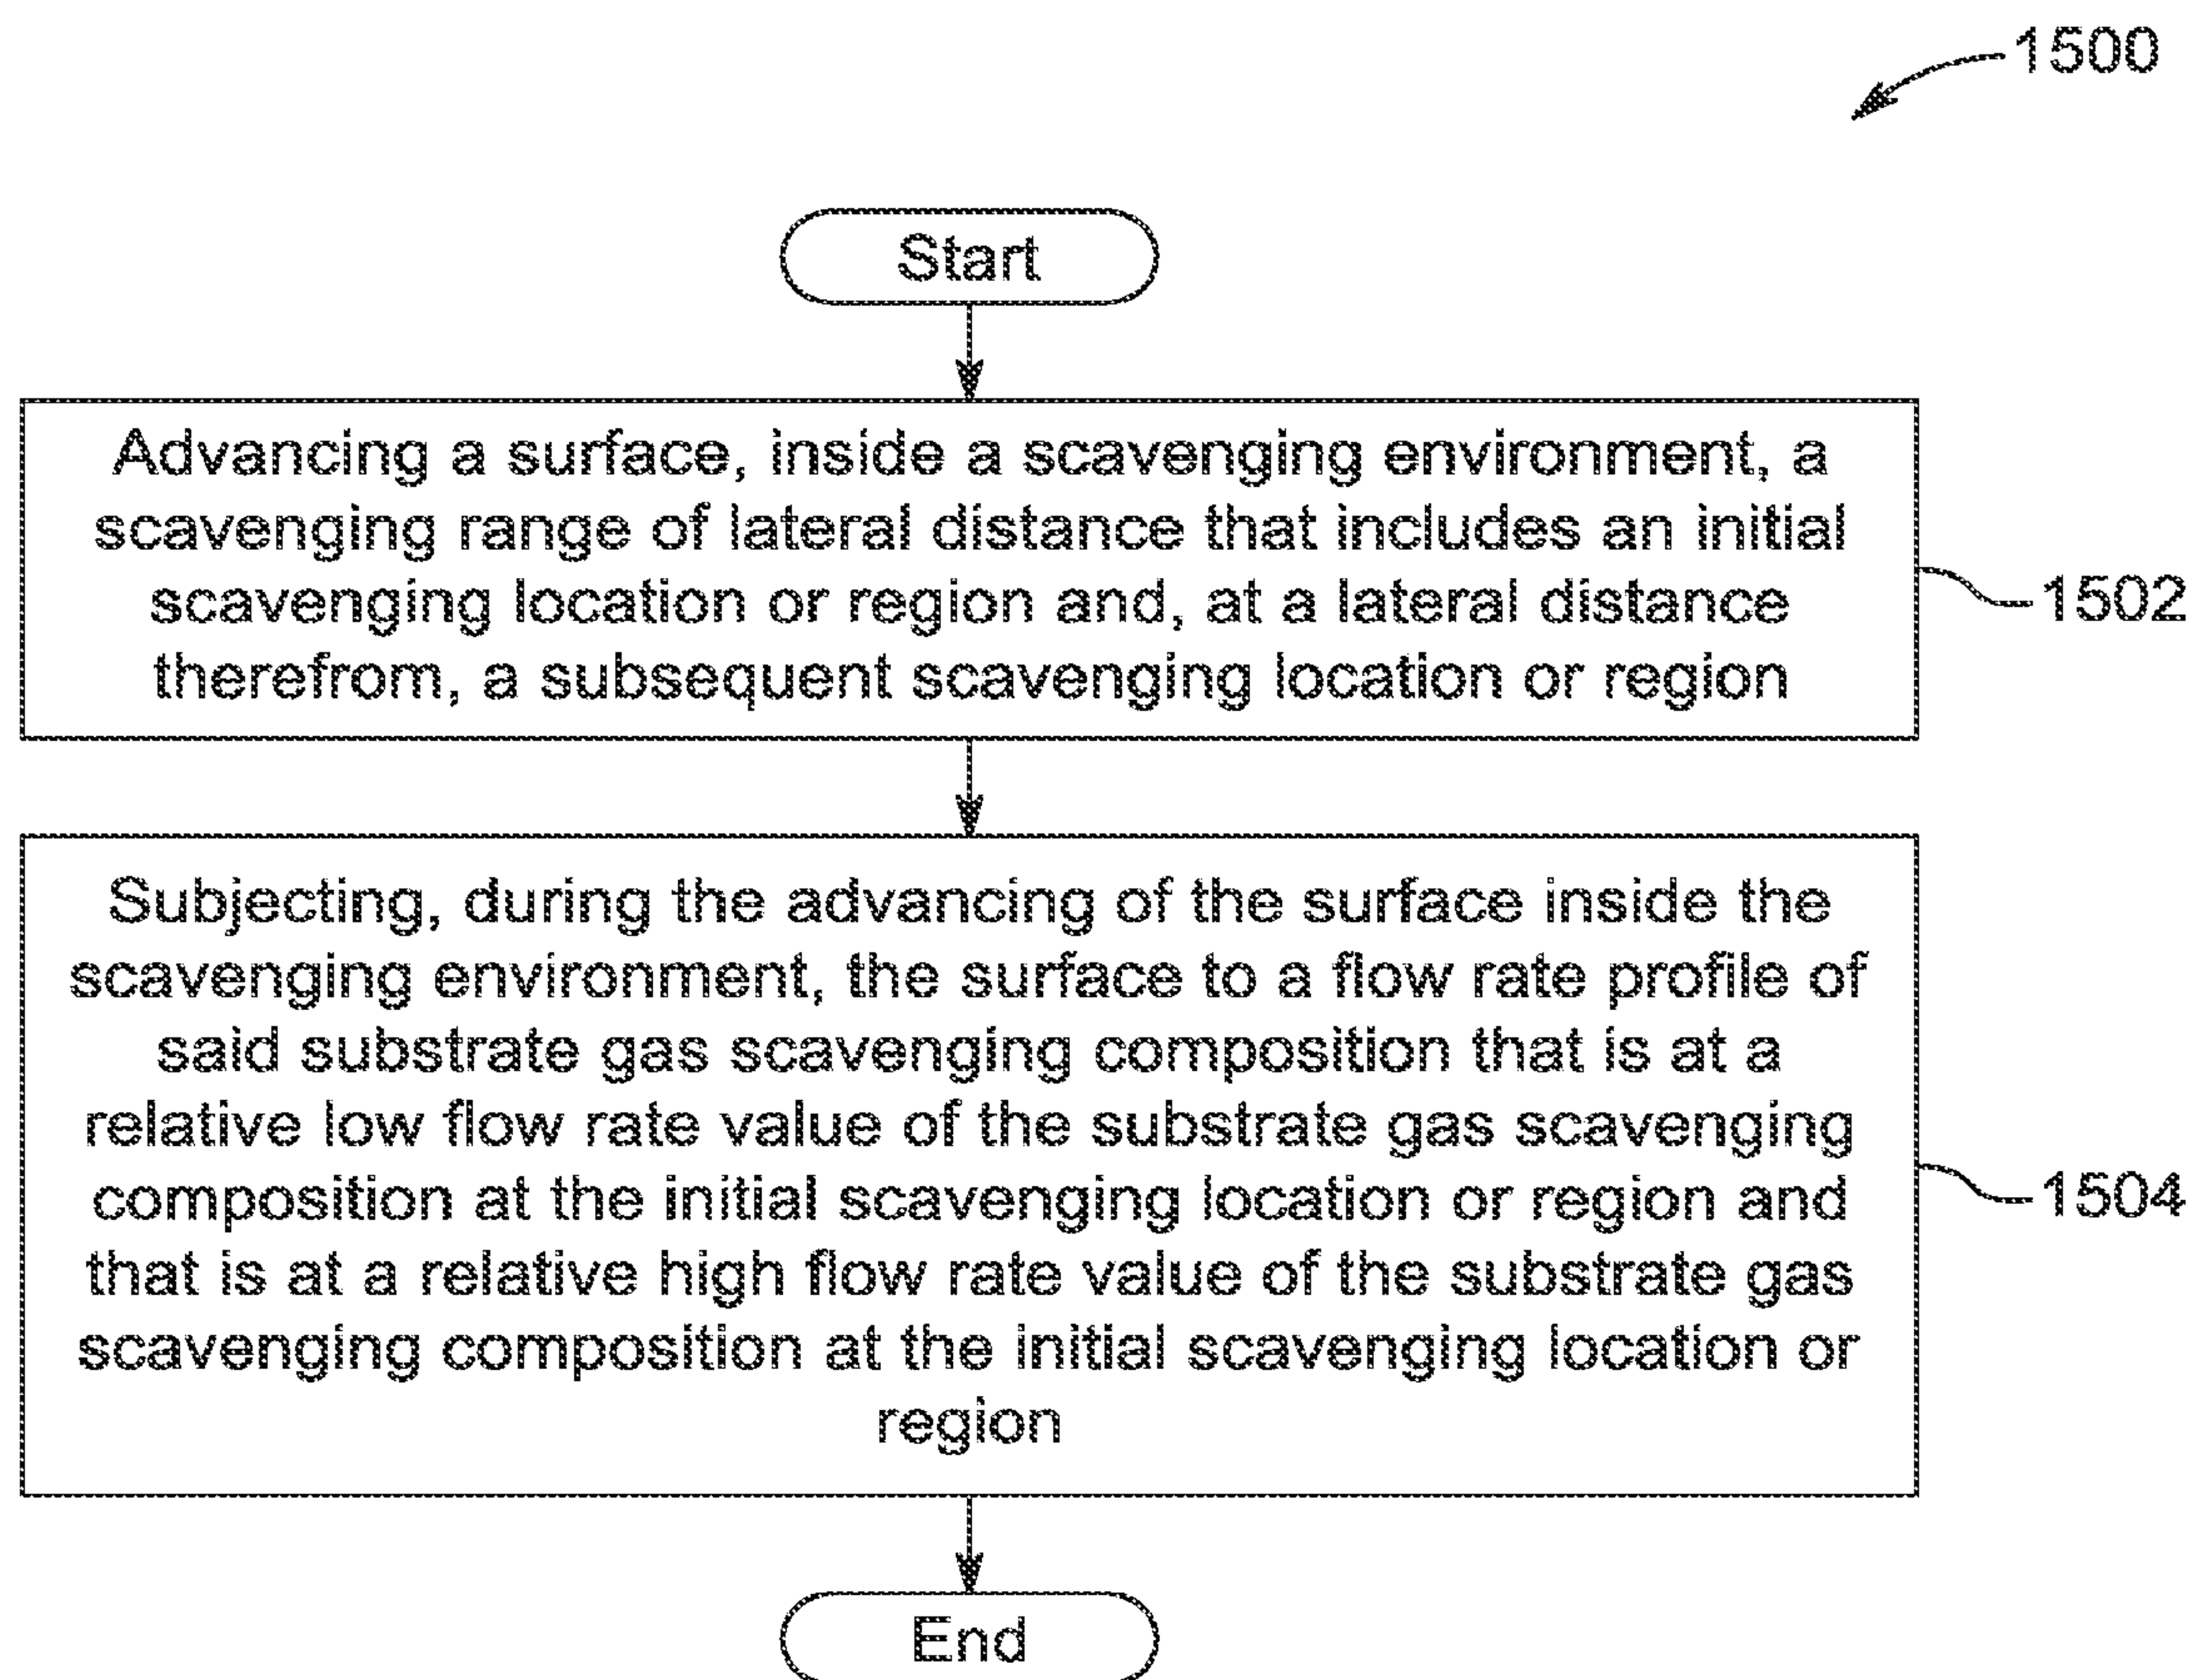 1500
Start
Advancing a surface, inside a scavenging environment, a
scavenging range of lateral distance that includes an initial
scavenging location or region and, at a lateral distance
therefrom, a subsequent scavenging location or region
1502
Subjecting, during the advancing of the surface inside the
scavenging environment, the surface to a flow rate profile of
said substrate gas scavenging composition that is at a
relative low flow rate value of the substrate gas scavenging
composition at the initial scavenging location or region and
that is at a relative high flow rate value of the substrate gas
scavenging composition at the initial scavenging location or
region
1504
End